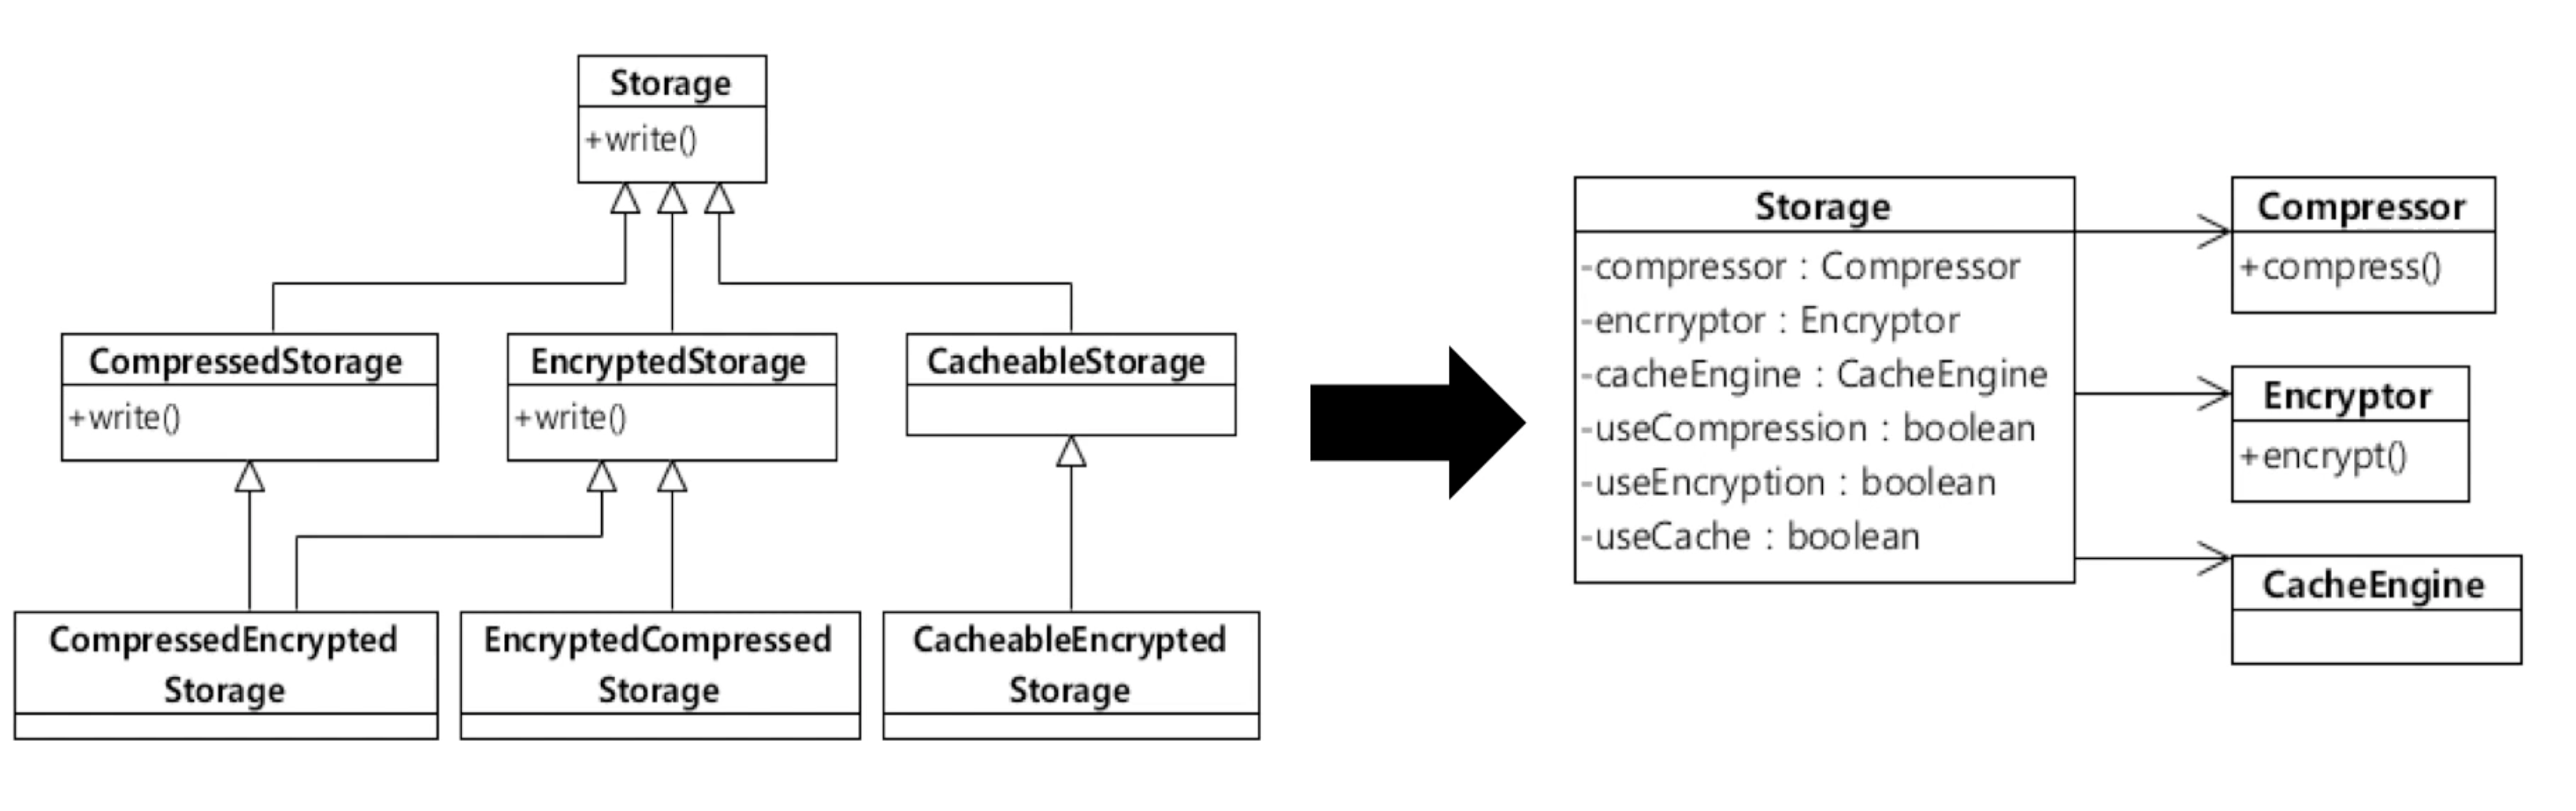 Storage
+write()
CompressedStorage
+write()
EncryptedStorage
+write()
CacheableStorage
CompressedEncrypted
Storage
EncryptedCompressed
Storage
CacheableEncrypted
Storage
Storage
-compressor : Compressor
-encrryptor : Encryptor
-cacheEngine : CacheEngine
-useCompression : boolean
-useEncryption : boolean
-useCache : boolean
Compressor
+compress()
Encryptor
+encrypt()
CacheEngine